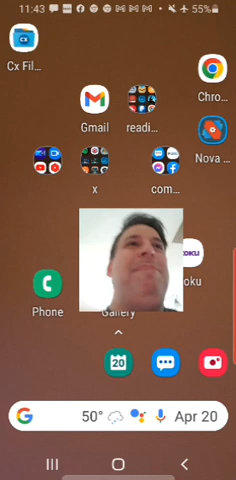 11:43
55%
Cx Fil...
Chro...
Gmail
readi...
Nova ...
x
com...
oku
Phone
Gallery
20
50°
Apr 20